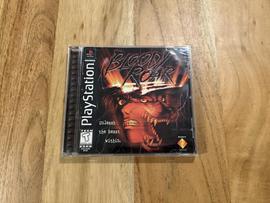 PlayStation
BLOODY
ROAR
Unleash
the beast
within.